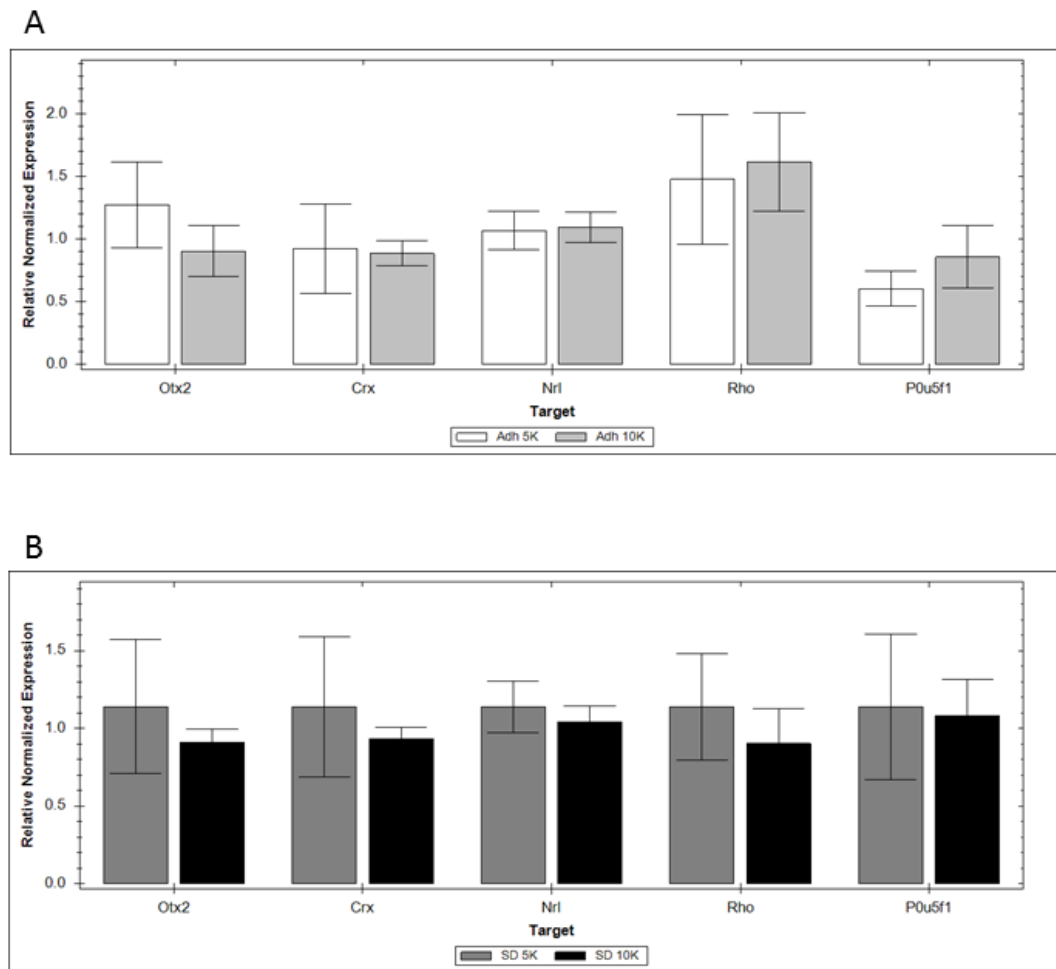 A
Relative Normalized Expression
2.0
1.5
1.0
0.5
0.0
Otx2 Crx Nrl Rho P0u5f1
Target
Adh 5K Adh 10K
B
Relative Normalized Expression
1.5
1.0
0.5
0.0
Otx2 Crx Nrl Rho P0u5f1
Target
SD 5K SD 10K